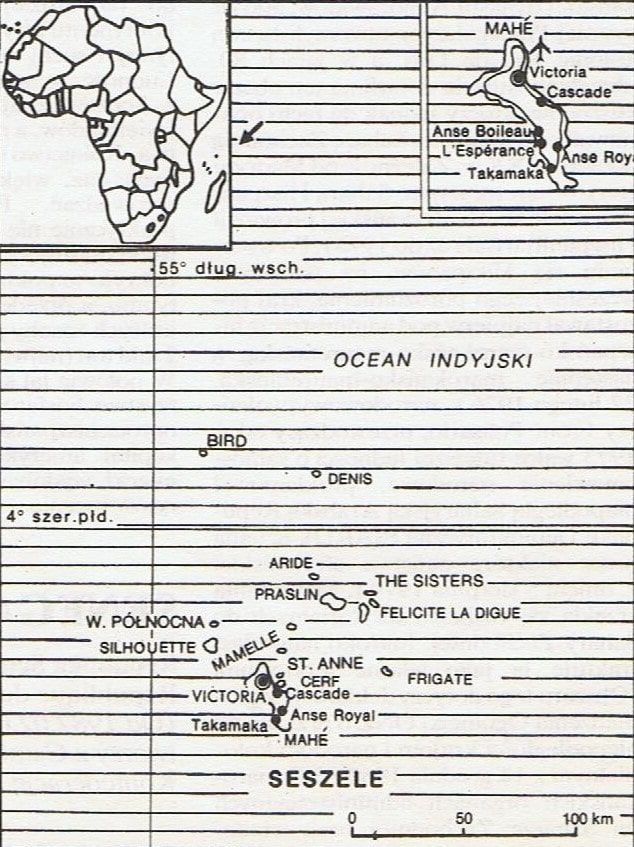 MAHÉ
Victoria
Cascade
Anse Boileau
L'Espérance
Anse Roy
Takamaka
55° dług. wsch.
OCEAN INDYJSKI
BIRD
DENIS
4° szer.płd.
ARIDE
THE SISTERS
PRASLIN
FELICITE LA DIGUE
W. PÓŁNOCNA
SILHOUETTE
MAMELLE
ST. ANNE
CERF
FRIGATE
VICTORIA
Cascade
Anse Royal
Takamaka
MAHÉ
SESZELE
0 50 100 km